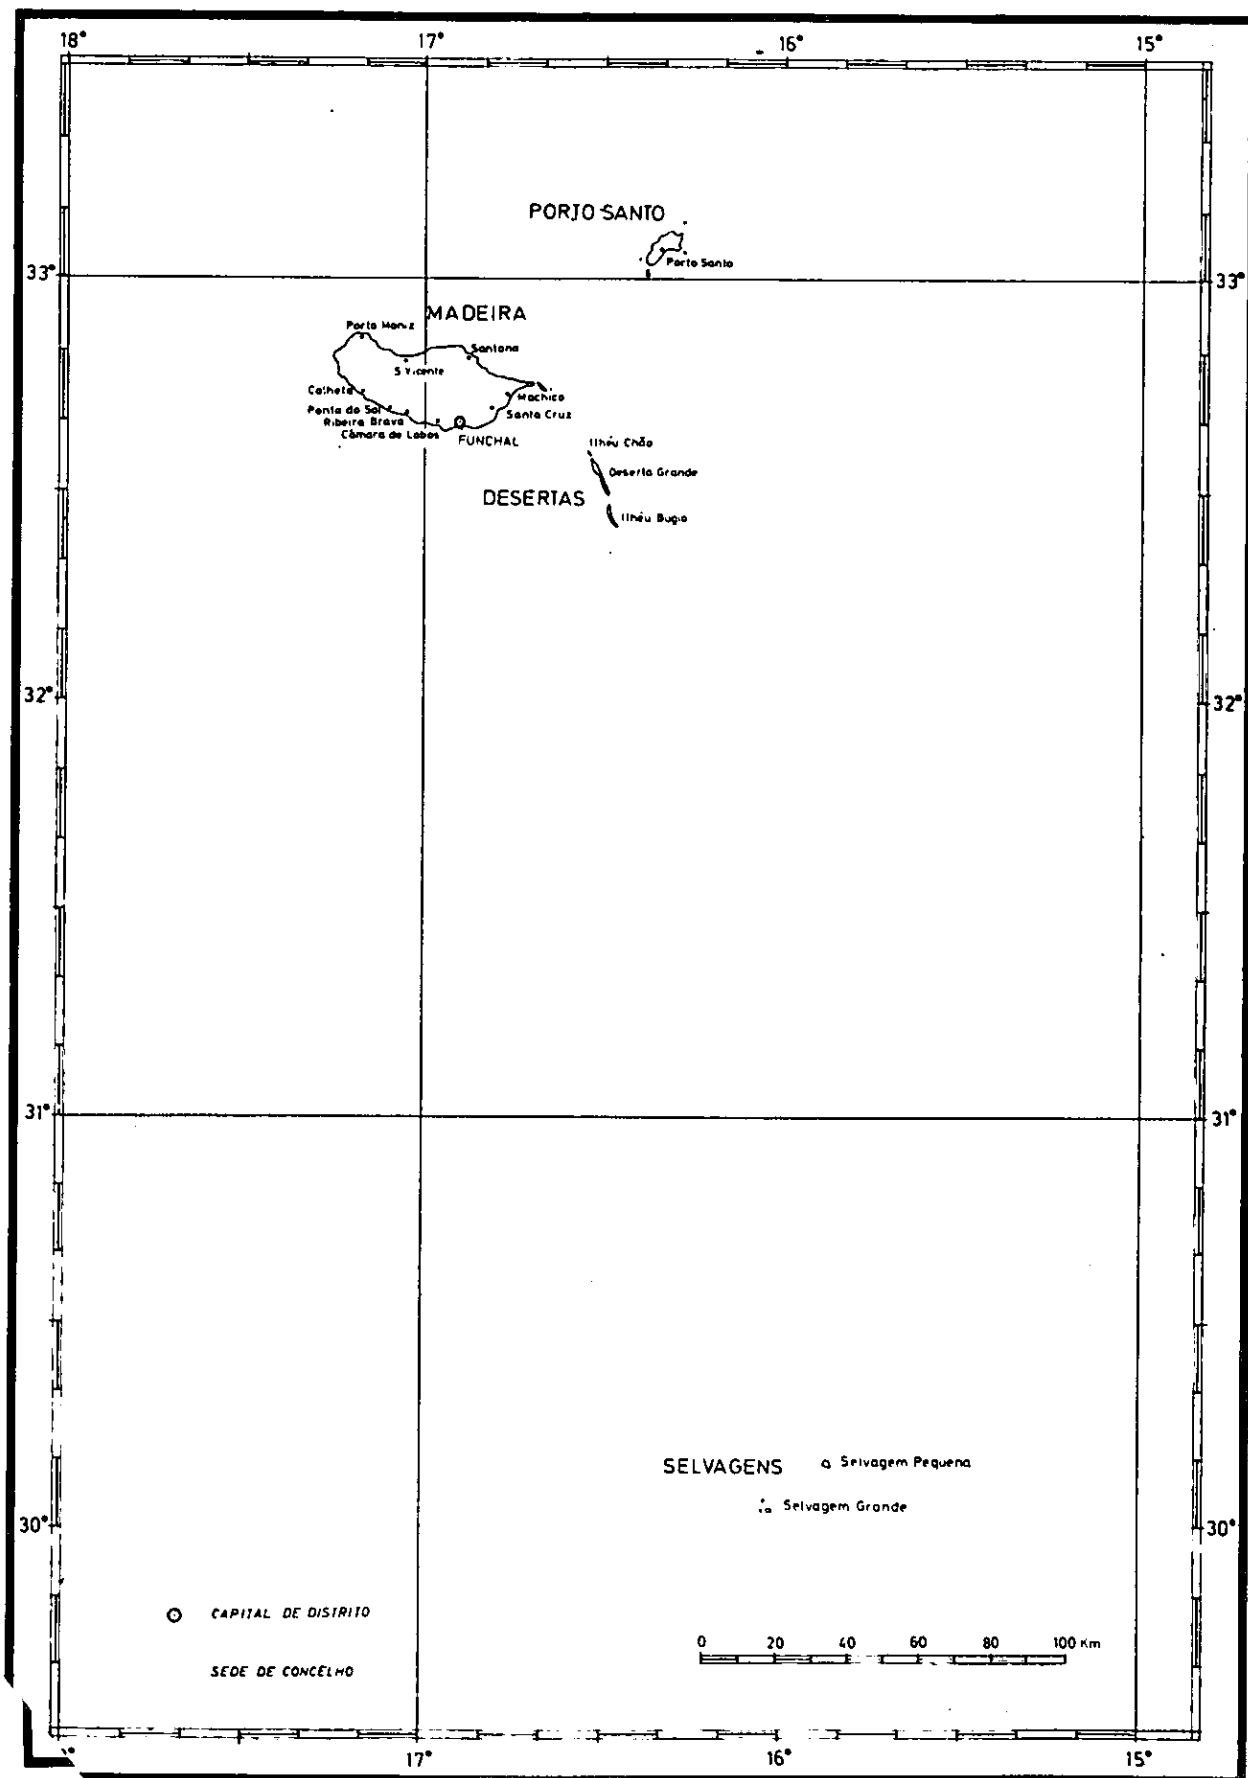 18° 17° 16° 15°
PORTO SANTO
Porto Santo
33° 33°
MADEIRA
Porto Moniz
Santana
S Vicente
Calheta
Machico
Ponta do Sol
Santa Cruz
Ribeira Brava
Câmara de Lobos
FUNCHAL
Ilhéu Chão
Deserta Grande
DESERTAS
Ilhéu Bugio
32° 32°
31° 31°
SELVAGENS
Selvagem Pequena
Selvagem Grande
30° 30°
CAPITAL DE DISTRITO
0 20 40 60 80 100 Km
SEDE DE CONCELHO
17° 16° 15°